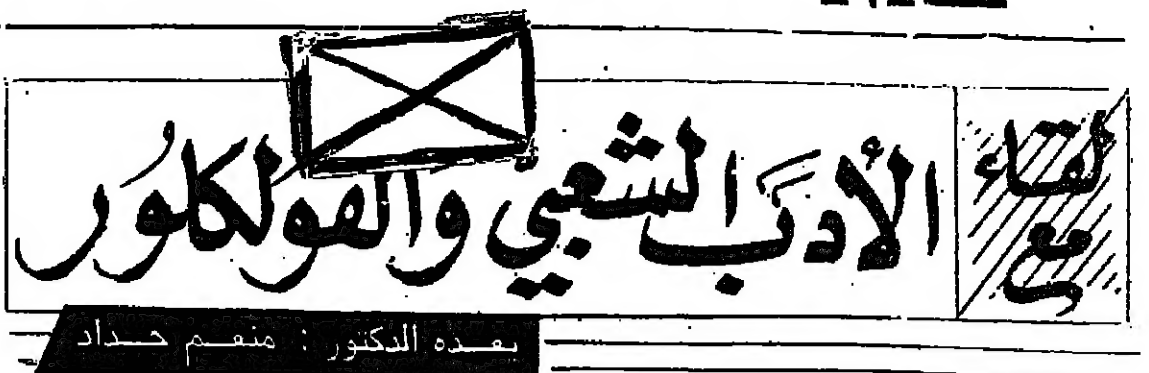 لقاء مع
الأدب الشعبي والفولكلور
يعده الدكتور : منعم حداد